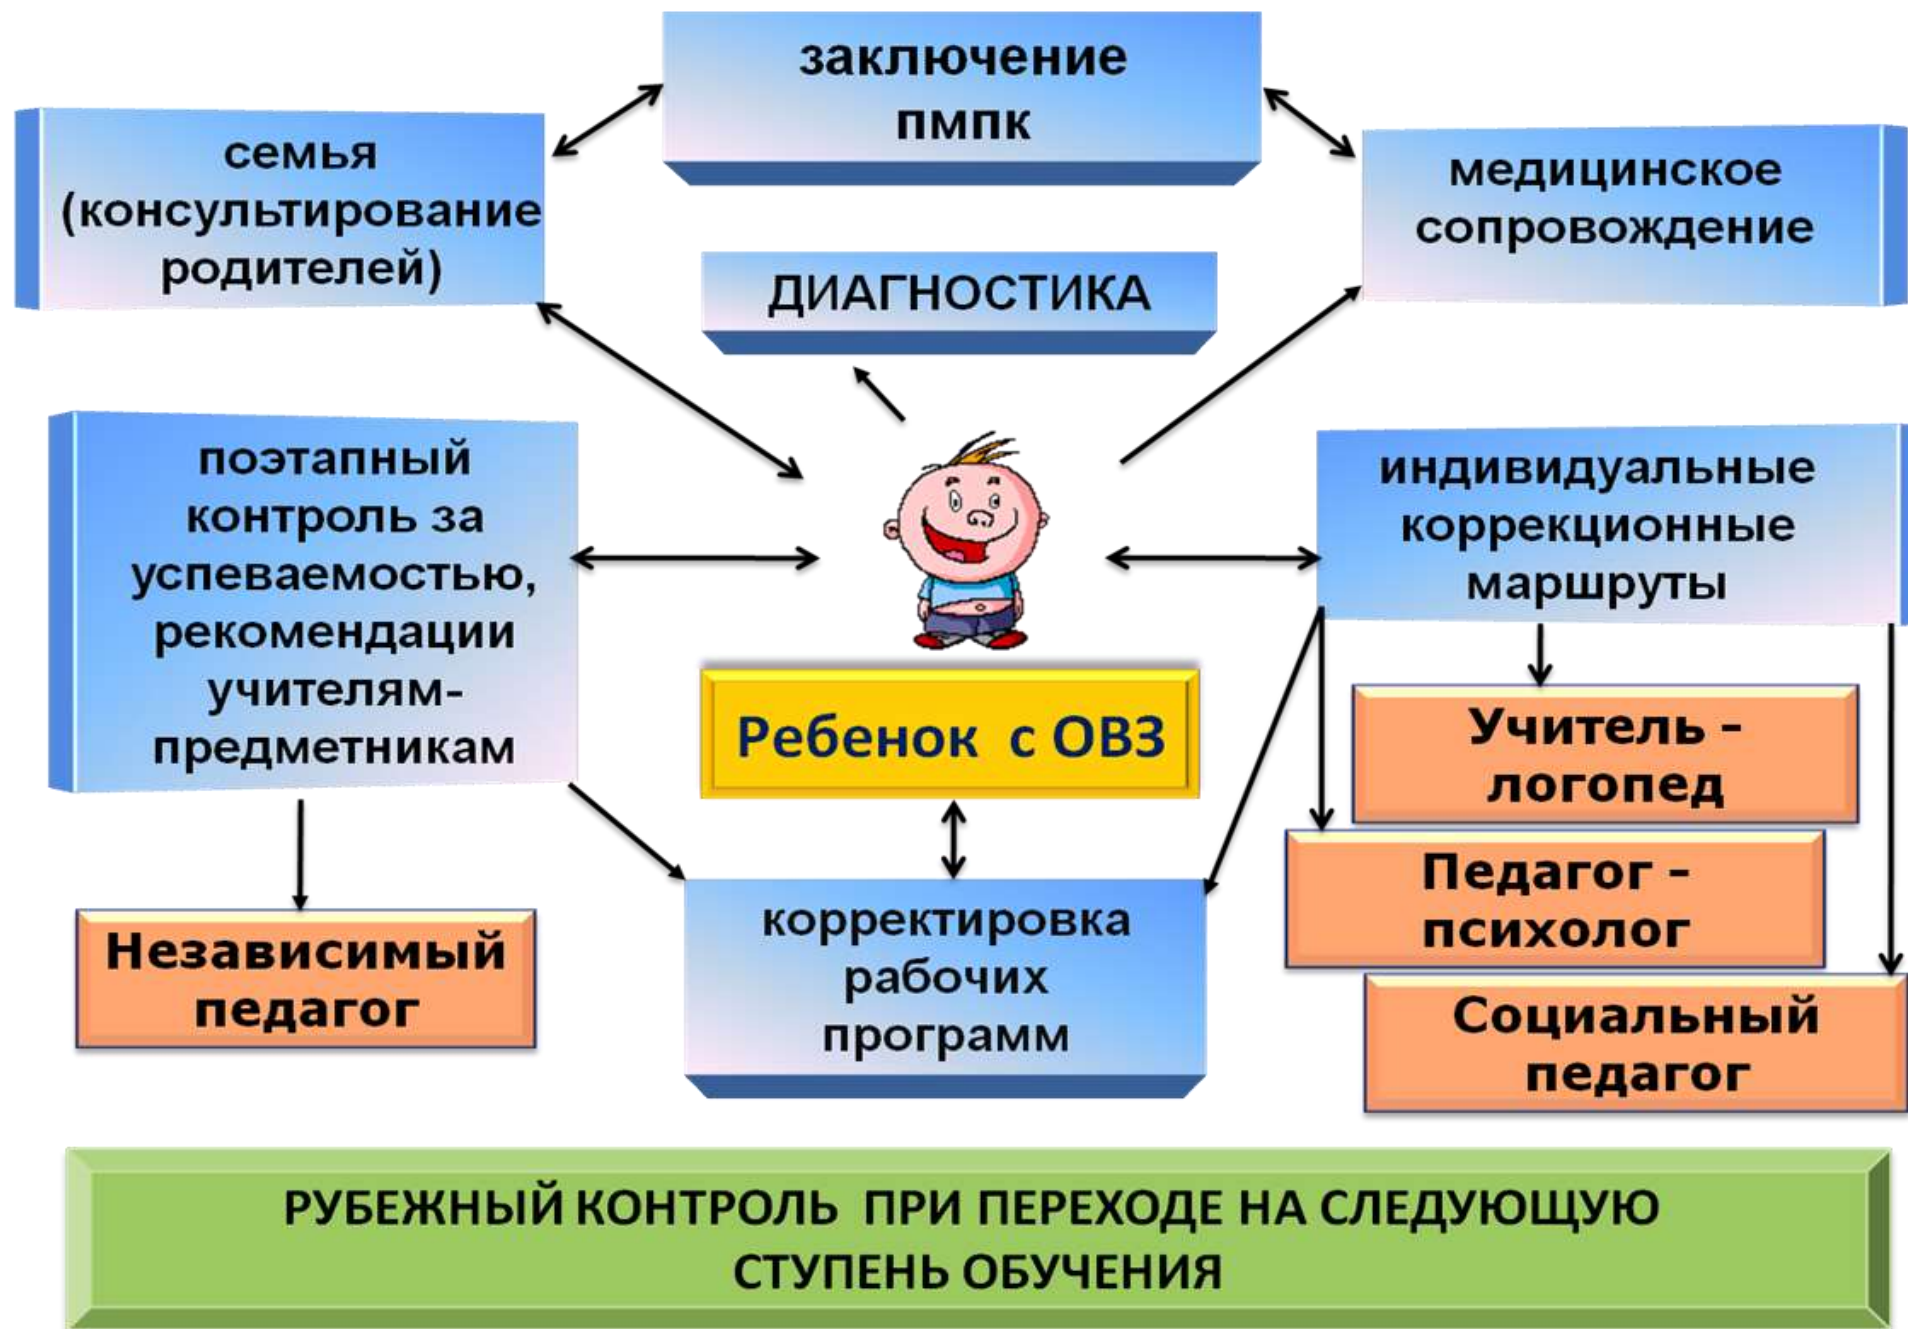 заключение
пмпк
семья
(консультирование
родителей)
медицинское
сопровождение
ДИАГНОСТИКА
поэтапный
контроль за
успеваемостью,
рекомендации
учителям-
предметникам
индивидуальные
коррекционные
маршруты
Ребенок с ОВЗ
Учитель –
логопед
Педагог –
психолог
Социальный
педагог
Независимый
педагог
корректировка
рабочих
программ
РУБЕЖНЫЙ КОНТРОЛЬ ПРИ ПЕРЕХОДЕ НА СЛЕДУЮЩУЮ
СТУПЕНЬ ОБУЧЕНИЯ